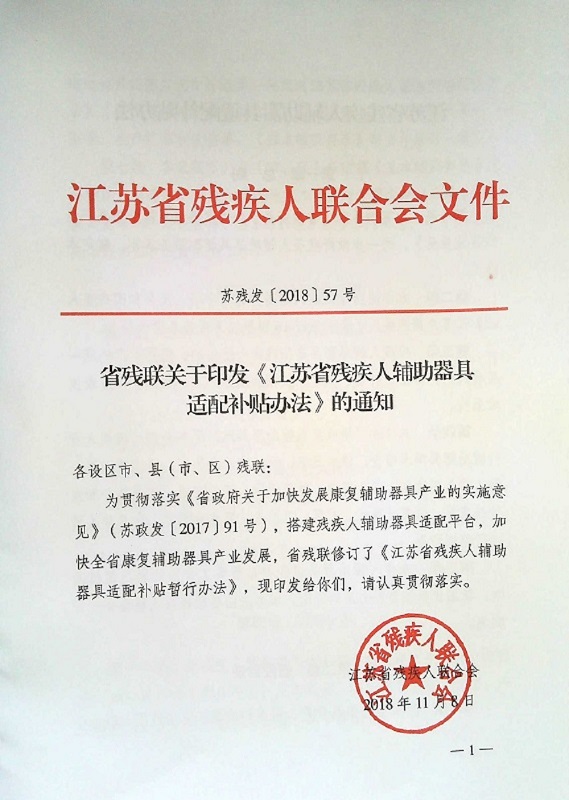 江苏省残疾人联合会文件
苏残发〔2018〕57号
省残联关于印发《江苏省残疾人辅助器具
适配补贴办法》的通知
各设区市、县（市、区）残联：
为贯彻落实《省政府关于加快发展康复辅助器具产业的实施意
见》（苏政发〔2017〕91号），搭建残疾人辅助器具适配平台，加
快全省康复辅助器具产业发展，省残联修订了《江苏省残疾人辅助
器具适配补贴暂行办法》，现印发给你们，请认真贯彻落实。
江苏省残疾人联合会
江苏省残疾人联合会
2018年11月8日
—1—